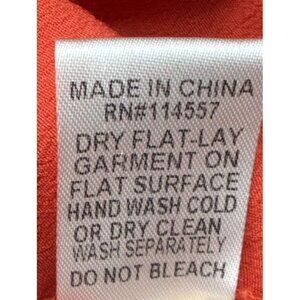 MADE IN CHINA
RN#114557
DRY FLAT-LAY
GARMENT ON
FLAT SURFACE
HAND WASH COLD
OR DRY CLEAN
WASH SEPARATELY
DO NOT BLEACH